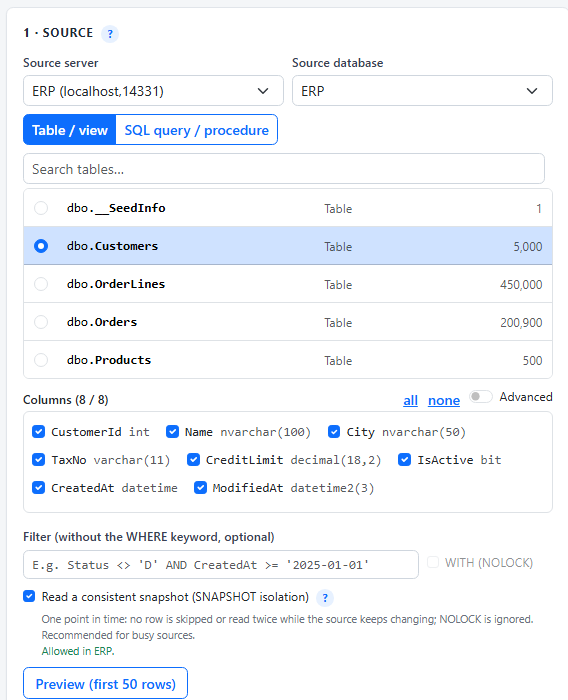 1 · SOURCE ?
Source server
Source database
ERP (localhost,14331)
ERP
Table / view
SQL query / procedure
Search tables...
dbo.__SeedInfo Table 1
dbo.Customers Table 5,000
dbo.OrderLines Table 450,000
dbo.Orders Table 200,900
dbo.Products Table 500
Columns (8 / 8) all none Advanced
CustomerId int Name nvarchar(100) City nvarchar(50)
TaxNo varchar(11) CreditLimit decimal(18,2) IsActive bit
CreatedAt datetime ModifiedAt datetime2(3)
Filter (without the WHERE keyword, optional)
E.g. Status <> 'D' AND CreatedAt >= '2025-01-01' WITH (NOLOCK)
Read a consistent snapshot (SNAPSHOT isolation) ?
One point in time: no row is skipped or read twice while the source keeps changing; NOLOCK is ignored.
Recommended for busy sources.
Allowed in ERP.
Preview (first 50 rows)